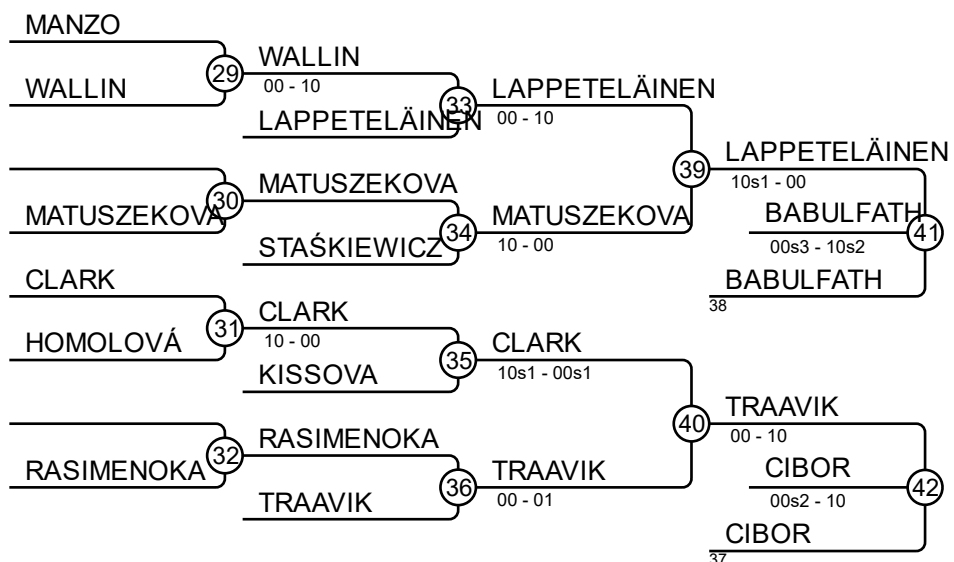 MANZO
WALLIN
29
WALLIN
00 - 10
LAPPETELÄINEN
33
LAPPETELÄINEN
00 - 10
MATUSZEKOVA
30
MATUSZEKOVA
STAŚKIEWICZ
34
MATUSZEKOVA
10 - 00
39
LAPPETELÄINEN
10s1 - 00
BABULFATH
41
00s3 - 10s2
BABULFATH
38
CLARK
HOMOLOVÁ
31
CLARK
10 - 00
KISSOVA
35
CLARK
10s1 - 00s1
RASIMENOKA
32
RASIMENOKA
TRAAVIK
36
TRAAVIK
00 - 01
40
TRAAVIK
00 - 10
CIBOR
42
00s2 - 10
CIBOR
37